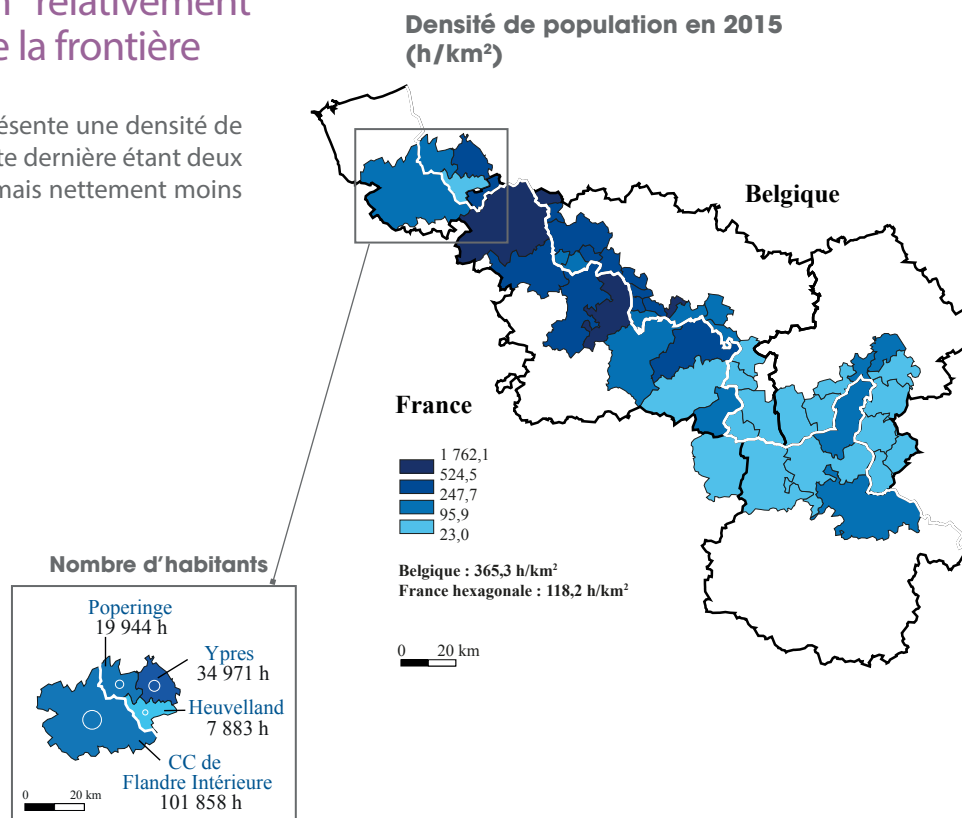 relativement
e la frontière
ésente une densité de
te dernière étant deux
mais nettement moins
Densité de population en 2015
(h/km²)
Belgique
France
1 762,1
524,5
247,7
95,9
23,0
Belgique : 365,3 h/km²
France hexagonale : 118,2 h/km²
0 20 km
Nombre d'habitants
Poperinge
19 944 h
Ypres
34 971 h
Heuvelland
7 883 h
CC de
Flandre Intérieure
101 858 h
0 20 km